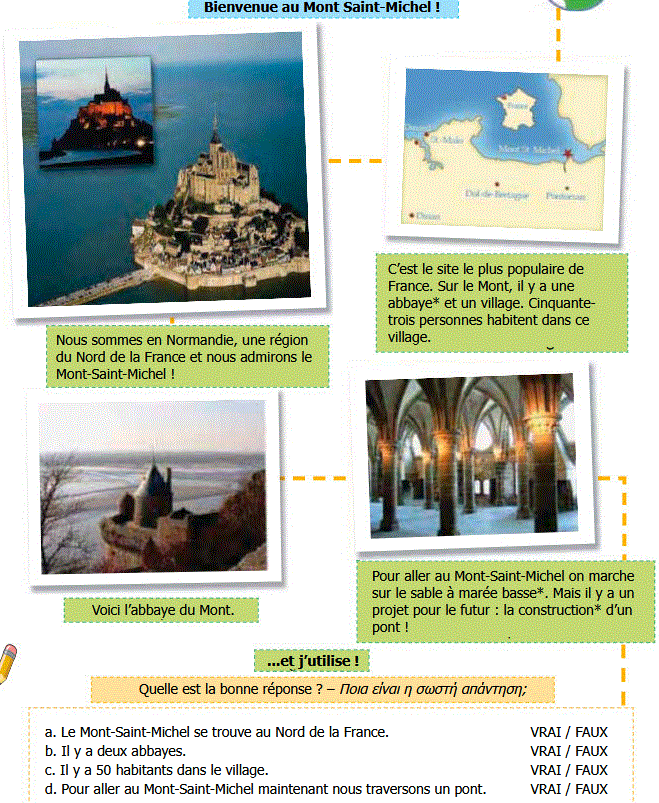 Bienvenue au Mont Saint-Michel !
France
St. Malo
Mont St. Michel
Dol-de-Bretagne
Pontorson
Dinan
C'est le site le plus populaire de
France. Sur le Mont, il y a une
abbaye* et un village. Cinquante-
trois personnes habitent dans ce
village.
Nous sommes en Normandie, une région
du Nord de la France et nous admirons le
Mont-Saint-Michel !
Voici l'abbaye du Mont.
Pour aller au Mont-Saint-Michel on marche
sur le sable à marée basse*. Mais il y a un
projet pour le futur : la construction* d'un
pont !
...et j'utilise !
Quelle est la bonne réponse ? – Ποια είναι η σωστή απάντηση;
a. Le Mont-Saint-Michel se trouve au Nord de la France. VRAI / FAUX
b. Il y a deux abbayes. VRAI / FAUX
c. Il y a 50 habitants dans le village. VRAI / FAUX
d. Pour aller au Mont-Saint-Michel maintenant nous traversons un pont. VRAI / FAUX